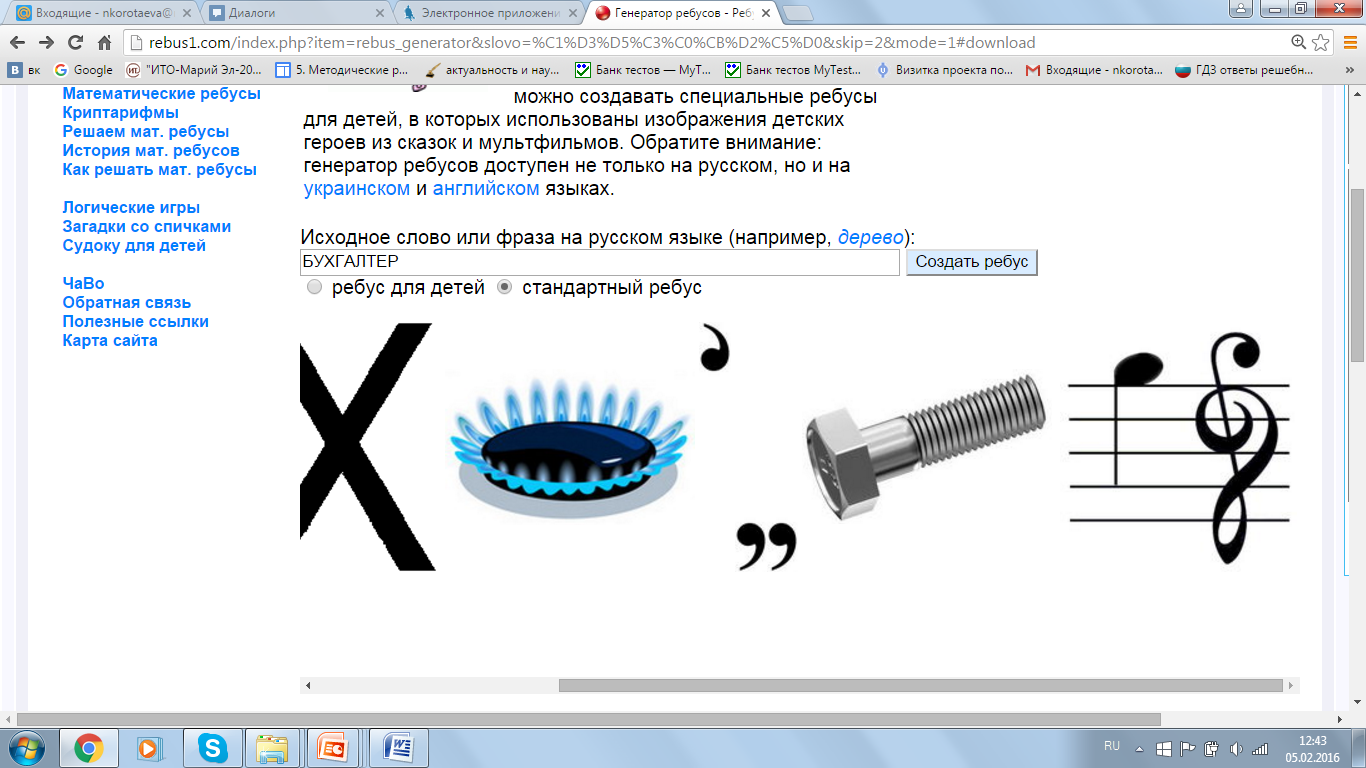 Входящие - nkorotaeva@
Диалоги
Электронное приложени
Генератор ребусов - Реб
rebus1.com/index.php?item=rebus_generator&slovo=%C1%D3%D5%C3%C0%CB%D2%C5%D0&skip=2&mode=1#download
вк
Google
"ИТО-Марий Эл-20...
5. Методические р...
актуальность и нау...
Банк тестов — MyT...
Банк тестов MyTest...
Визитка проекта по...
Входящие - nkorota...
ГДЗ ответы решебн...
»
Математические ребусы
Криптарифмы
Решаем мат. ребусы
История мат. ребусов
Как решать мат. ребусы
Логические игры
Загадки со спичками
Судоку для детей
ЧаВо
Обратная связь
Полезные ссылки
Карта сайта
можно создавать специальные ребусы
для детей, в которых использованы изображения детских
героев из сказок и мультфильмов. Обратите внимание:
генератор ребусов доступен не только на русском, но и на
украинском и английском языках.
Исходное слово или фраза на русском языке (например, дерево):
БУХГАЛТЕР
Создать ребус
ребус для детей
стандартный ребус
Х
,
,,
RU
12:43
05.02.2016